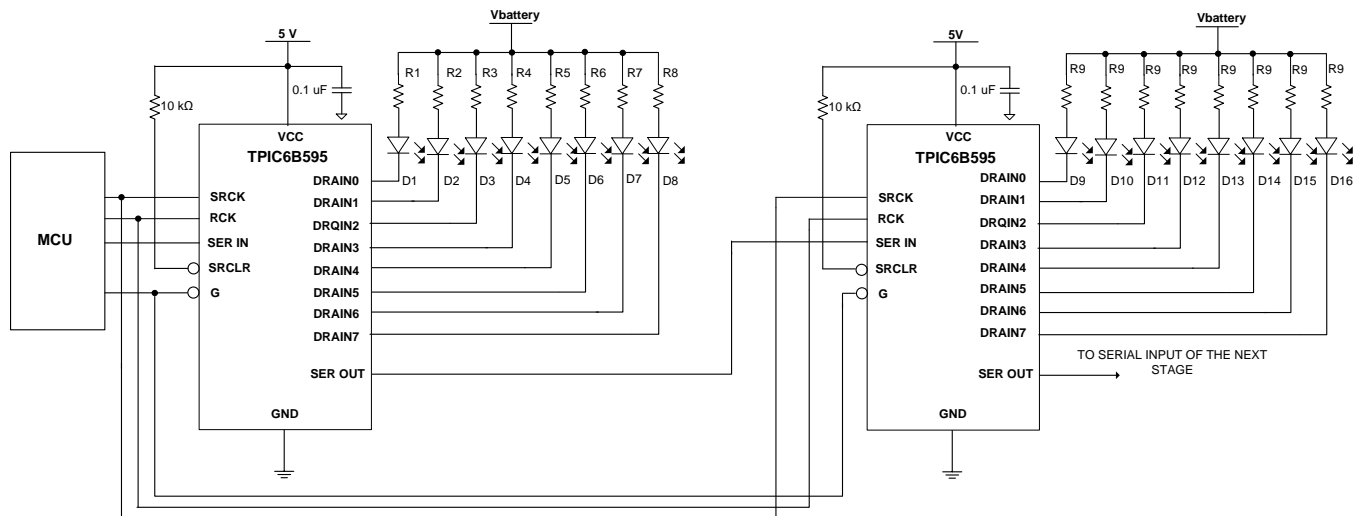 Vbattery
5 V
R1 R2 R3 R4 R5 R6 R7 R8
0.1 uF
10 kΩ
VCC
TPIC6B595
MCU
SRCK
RCK
SER IN
SRCLR
G
DRAIN0
DRAIN1
DRQIN2
DRAIN3
DRAIN4
DRAIN5
DRAIN6
DRAIN7
SER OUT
GND
D1 D2 D3 D4 D5 D6 D7 D8
Vbattery
5V
R9 R9 R9 R9 R9 R9 R9 R9
0.1 uF
10 kΩ
VCC
TPIC6B595
SRCK
RCK
SER IN
SRCLR
G
DRAIN0
DRAIN1
DRQIN2
DRAIN3
DRAIN4
DRAIN5
DRAIN6
DRAIN7
SER OUT
GND
D9 D10 D11 D12 D13 D14 D15 D16
TO SERIAL INPUT OF THE NEXT
STAGE